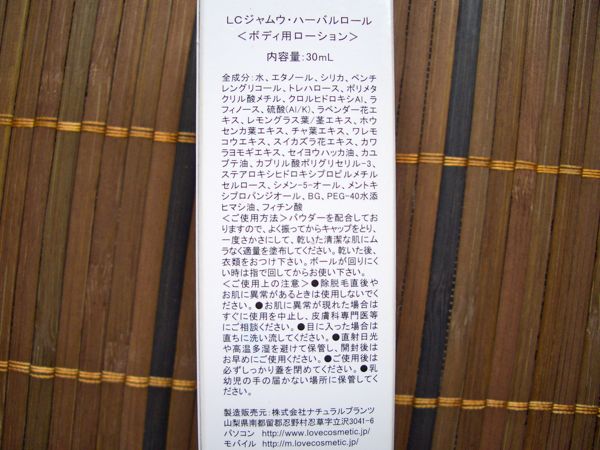 LCジャムウ・ハーバルロール
＜ボディ用ローション＞
内容量：30mL
全成分：水、エタノール、シリカ、ペンチ
レングリコール、トレハロース、ポリメタ
クリル酸メチル、クロルヒドロキシAl、ラ
フィノース、硫酸（Al/K）、ラベンダー花エ
キス、レモングラス葉/茎エキス、ホウ
センカ葉エキス、チャ葉エキス、ワレモ
コウエキス、スイカズラ花エキス、カワ
ラヨモギエキス、セイヨウハッカ油、カユ
プテ油、カプリル酸ポリグリセリル-3、
ステアロキシヒドロキシプロピルメチル
セルロース、シメン-5-オール、メントキ
シプロパンジオール、BG、PEG-40水添
ヒマシ油、フィチン酸
＜ご使用方法＞パウダーを配合してお
りますので、よく振ってからキャップをとり、
一度さかさにして、乾いた清潔な肌にム
ラなく適量を塗布してください。乾いた後、
衣類をおつけ下さい。ボールが回りにく
い時は指で回してからお使い下さい。
＜ご使用上の注意＞●除脱毛直後や
お肌に異常があるときは使用しないでく
ださい。●お肌に異常が現れた場合は
すぐに使用を中止し、皮膚科専門医等
にご相談ください。●目に入った場合は
直ちに洗い流してください。●直射日光
や高温多湿を避けて保管し、開封後は
お早めにご使用ください。●ご使用後は
必ずしっかり蓋を閉めてください。●乳
幼児の手の届かない場所に保管してく
ださい。
製造販売元：株式会社ナチュラルプランツ
山梨県南都留郡忍野村忍草字立沢3041-6
パソコン http://www.lovecosmetic.jp/
モバイル http://m.lovecosmetic.jp/